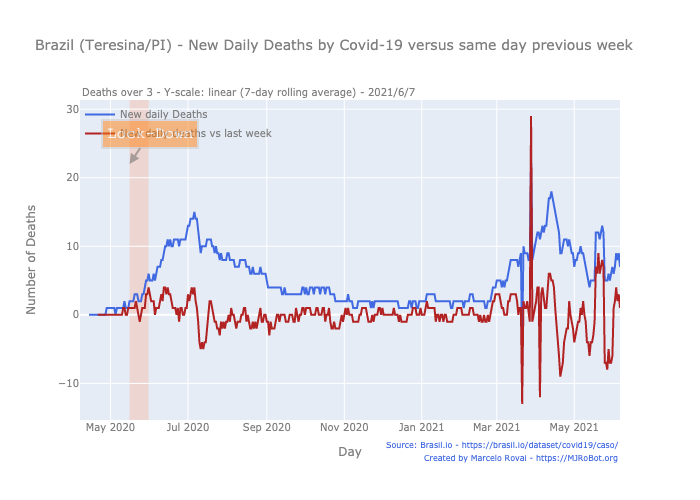 Brazil (Teresina/PI) - New Daily Deaths by Covid-19 versus same day previous week
Deaths over 3 - Y-scale: linear (7-day rolling average) - 2021/6/7
New daily Deaths
Lock Down
New daily Deaths vs last week
Number of Deaths
30
20
10
0
−10
May 2020 Jul 2020 Sep 2020 Nov 2020 Jan 2021 Mar 2021 May 2021
Day
Source: Brasil.io - https://brasil.io/dataset/covid19/caso/
Created by Marcelo Rovai - https://MJRoBot.org